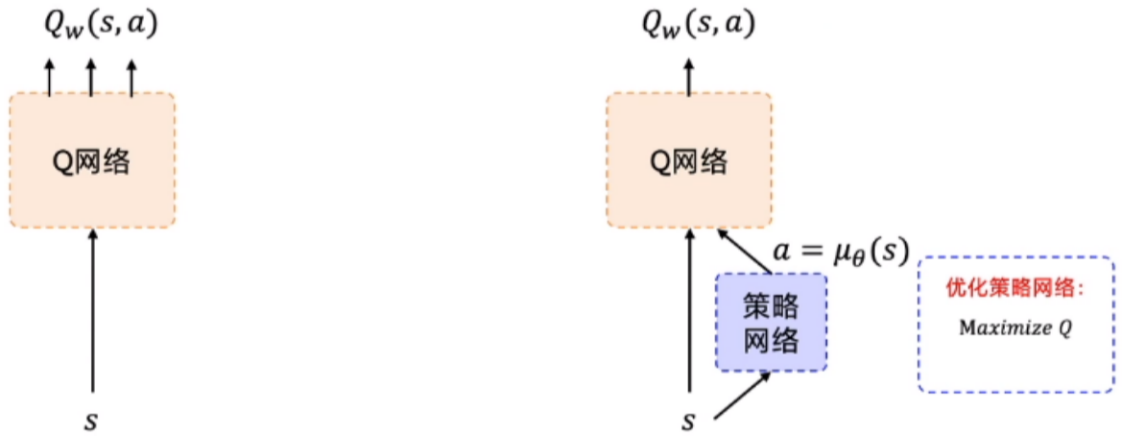 Q_w(s, a)
Q网络
s
Q_w(s, a)
Q网络
a = μ_θ(s)
策略
网络
s
优化策略网络：
Maximize Q